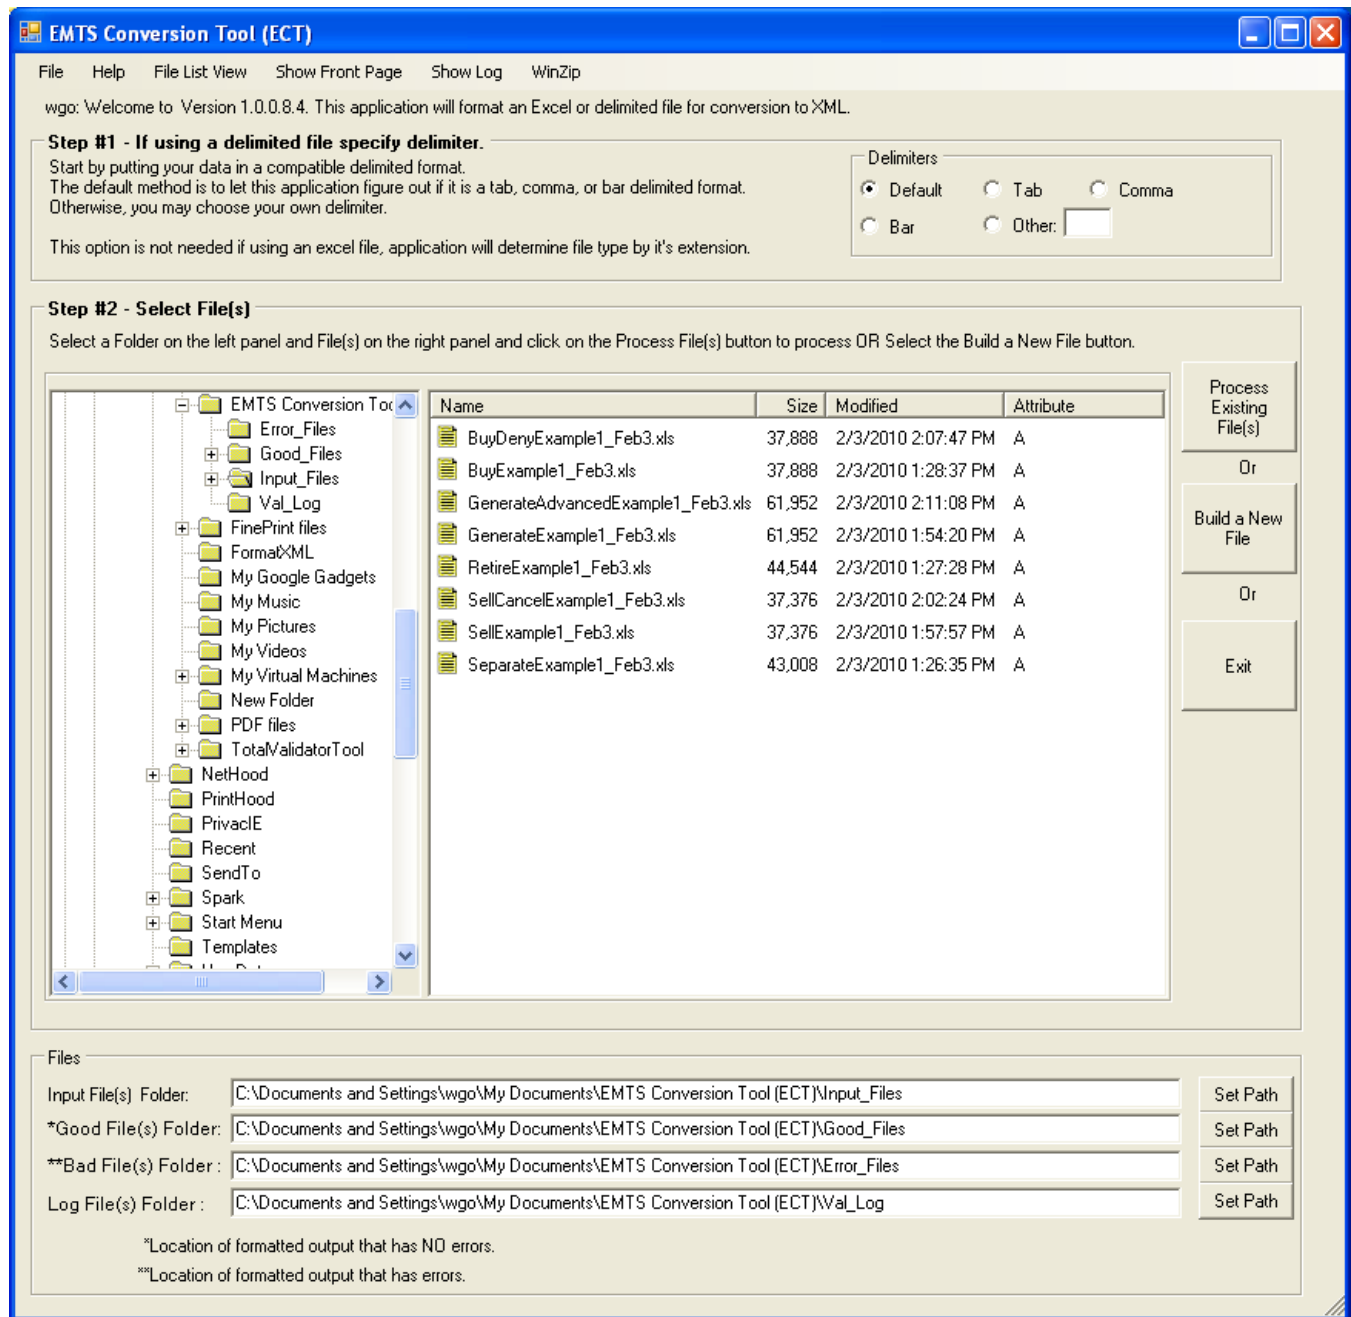 EMTS Conversion Tool (ECT)
File Help File List View Show Front Page Show Log WinZip
wgo: Welcome to Version 1.0.0.8.4. This application will format an Excel or delimited file for conversion to XML.
Step #1 - If using a delimited file specify delimiter.
Start by putting your data in a compatible delimited format.
The default method is to let this application figure out if it is a tab, comma, or bar delimited format.
Otherwise, you may choose your own delimiter.
This option is not needed if using an excel file, application will determine file type by it's extension.
Delimiters
Default Tab Comma
Bar Other:
Step #2 - Select File(s)
Select a Folder on the left panel and File(s) on the right panel and click on the Process File(s) button to process OR Select the Build a New File button.
EMTS Conversion Too
Error_Files
Good_Files
Input_Files
Val_Log
FinePrint files
FormatXML
My Google Gadgets
My Music
My Pictures
My Videos
My Virtual Machines
New Folder
PDF files
TotalValidatorTool
NetHood
PrintHood
PrivacIE
Recent
SendTo
Spark
Start Menu
Templates
Name Size Modified Attribute
BuyDenyExample1_Feb3.xls 37,888 2/3/2010 2:07:47 PM A
BuyExample1_Feb3.xls 37,888 2/3/2010 1:28:37 PM A
GenerateAdvancedExample1_Feb3.xls 61,952 2/3/2010 2:11:08 PM A
GenerateExample1_Feb3.xls 61,952 2/3/2010 1:54:20 PM A
RetireExample1_Feb3.xls 44,544 2/3/2010 1:27:28 PM A
SellCancelExample1_Feb3.xls 37,376 2/3/2010 2:02:24 PM A
SellExample1_Feb3.xls 37,376 2/3/2010 1:57:57 PM A
SeparateExample1_Feb3.xls 43,008 2/3/2010 1:26:35 PM A
Process
Existing
File(s)
Or
Build a New
File
Or
Exit
Files
Input File(s) Folder: C:\Documents and Settings\wgo\My Documents\EMTS Conversion Tool (ECT)\Input_Files Set Path
*Good File(s) Folder: C:\Documents and Settings\wgo\My Documents\EMTS Conversion Tool (ECT)\Good_Files Set Path
**Bad File(s) Folder : C:\Documents and Settings\wgo\My Documents\EMTS Conversion Tool (ECT)\Error_Files Set Path
Log File(s) Folder : C:\Documents and Settings\wgo\My Documents\EMTS Conversion Tool (ECT)\Val_Log Set Path
*Location of formatted output that has NO errors.
**Location of formatted output that has errors.